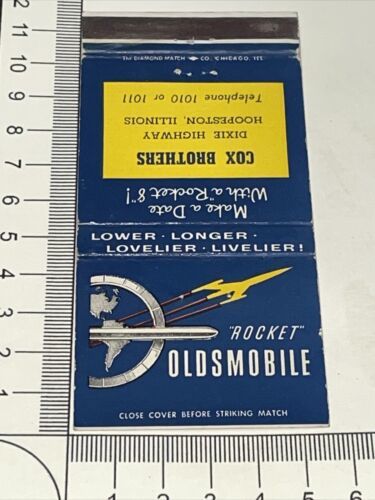 The DIAMOND MATCH CO., CHICAGO, ILL.
Make a Date
With a "Rocket 8"!
COX BROTHERS
DIXIE HIGHWAY
HOOPESTON, ILLINOIS
Telephone 1010 or 1011
LOWER · LONGER ·
LOVELIER · LIVELIER!
"ROCKET"
OLDSMOBILE
CLOSE COVER BEFORE STRIKING MATCH
12
11
10
9
8
7
6
5
4
3
2
1
1
2
3
4
5
6